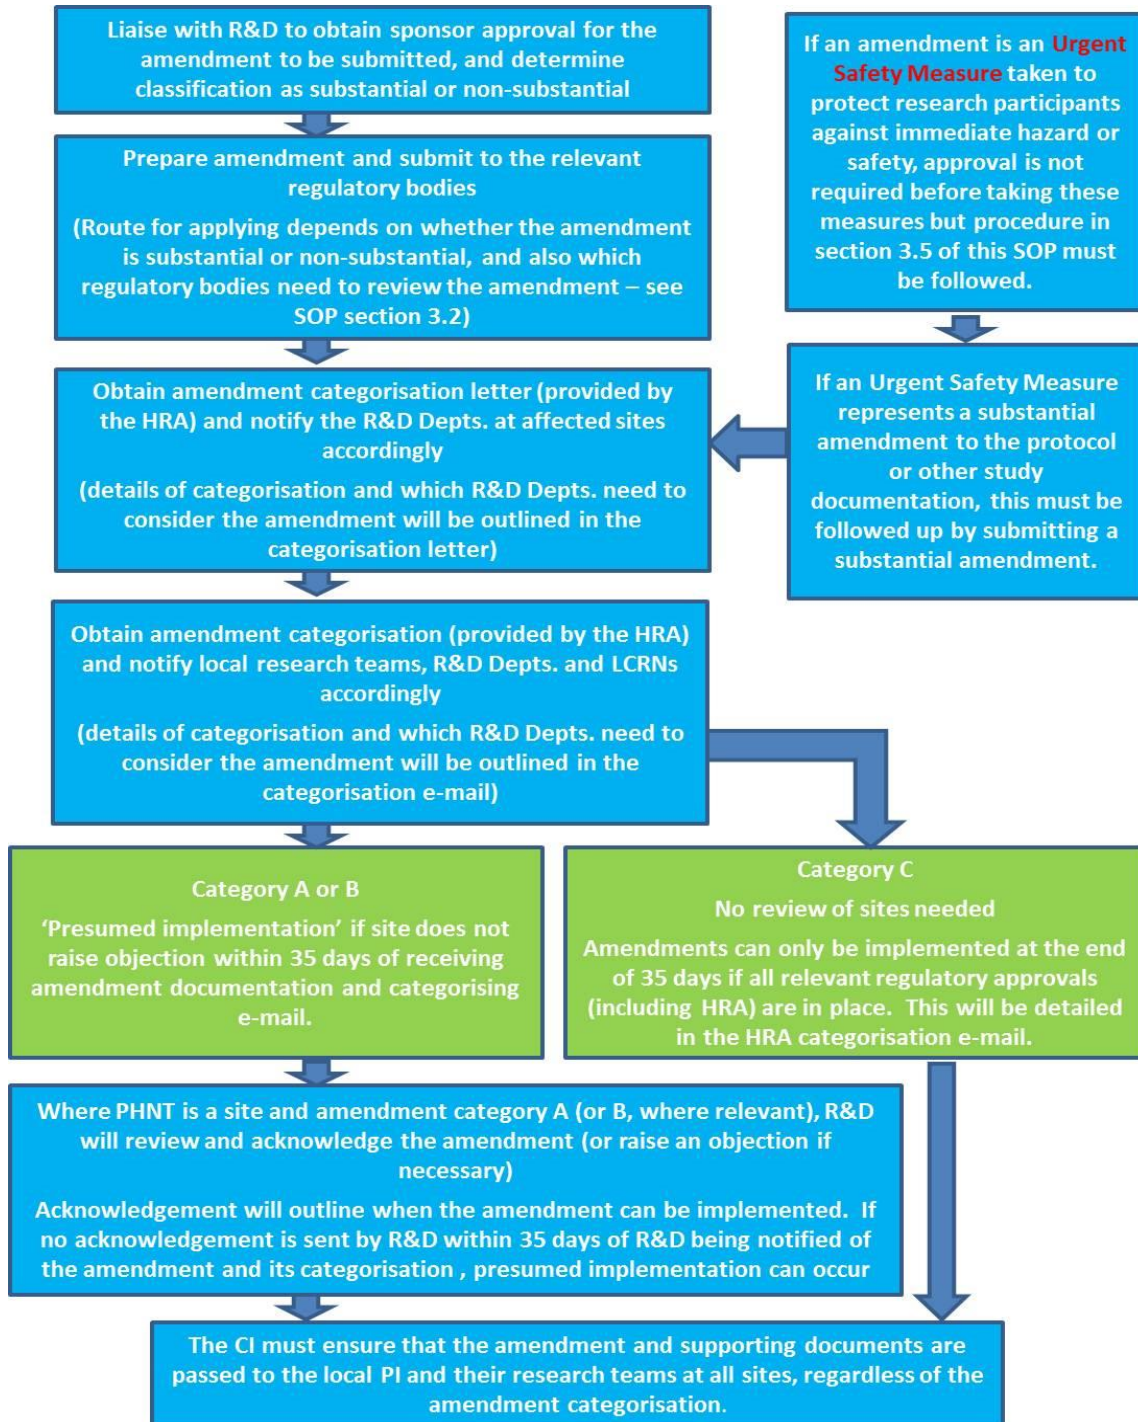 Liaise with R&D to obtain sponsor approval for the
amendment to be submitted, and determine
classification as substantial or non-substantial
Prepare amendment and submit to the relevant
regulatory bodies
(Route for applying depends on whether the amendment
is substantial or non-substantial, and also which
regulatory bodies need to review the amendment – see
SOP section 3.2)
If an amendment is an Urgent
Safety Measure taken to
protect research participants
against immediate hazard or
safety, approval is not
required before taking these
measures but procedure in
section 3.5 of this SOP must
be followed.
If an Urgent Safety Measure
represents a substantial
amendment to the protocol
or other study
documentation, this must be
followed up by submitting a
substantial amendment.
Obtain amendment categorisation letter (provided by
the HRA) and notify the R&D Depts. at affected sites
accordingly
(details of categorisation and which R&D Depts. need to
consider the amendment will be outlined in the
categorisation letter)
Obtain amendment categorisation (provided by the HRA)
and notify local research teams, R&D Depts. and LCRNs
accordingly
(details of categorisation and which R&D Depts. need to
consider the amendment will be outlined in the
categorisation e-mail)
Category A or B
‘Presumed implementation’ if site does not
raise objection within 35 days of receiving
amendment documentation and categorising
e-mail.
Category C
No review of sites needed
Amendments can only be implemented at the end
of 35 days if all relevant regulatory approvals
(including HRA) are in place. This will be detailed
in the HRA categorisation e-mail.
Where PHNT is a site and amendment category A (or B, where relevant), R&D
will review and acknowledge the amendment (or raise an objection if
necessary)
Acknowledgement will outline when the amendment can be implemented. If
no acknowledgement is sent by R&D within 35 days of R&D being notified of
the amendment and its categorisation , presumed implementation can occur
The CI must ensure that the amendment and supporting documents are
passed to the local PI and their research teams at all sites, regardless of the
amendment categorisation.